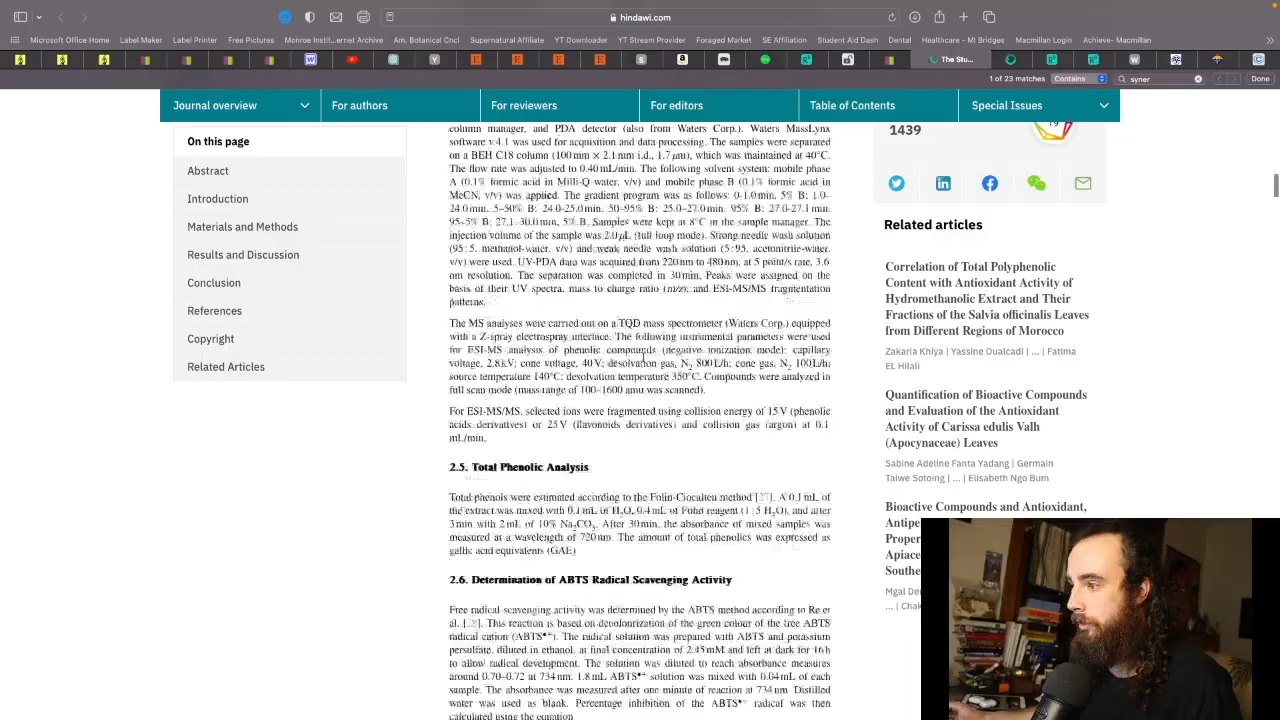 hindawi.com
Microsoft Office Home Label Maker Label Printer Free Pictures Monroe Instit...ernet Archive Am. Botanical Cncl Supernatural Affiliate YT Downloader YT Stream Provider Foraged Market SE Affiliation Student Aid Dash Dental Healthcare – MI Bridges Macmillan Login Achieve- Macmillan
The Stu...
1 of 23 matches Contains syner Done
Journal overview For authors For reviewers For editors Table of Contents Special Issues
On this page
Abstract
Introduction
Materials and Methods
Results and Discussion
Conclusion
References
Copyright
Related Articles
column manager, and PDA detector (also from Waters Corp.). Waters MassLynx
software v.4.1 was used for acquisition and data processing. The samples were separated
on a BEH C18 column (100 mm × 2.1 mm i.d., 1.7 μm), which was maintained at 40°C.
The flow rate was adjusted to 0.40 mL/min. The following solvent system: mobile phase
A (0.1% formic acid in Milli-Q water, v/v) and mobile phase B (0.1% formic acid in
MeCN, v/v) was applied. The gradient program was as follows: 0–1.0 min, 5% B; 1.0–
24.0 min, 5–50% B; 24.0–25.0 min, 50–95% B; 25.0–27.0 min, 95% B; 27.0–27.1 min,
95–5% B; 27.1–30.0 min, 5% B. Samples were kept at 8°C in the sample manager. The
injection volume of the sample was 2.0 μL (full loop mode). Strong needle wash solution
(95 : 5, methanol-water, v/v) and weak needle wash solution (5 : 95, acetonitrile-water,
v/v) were used. UV-PDA data was acquired from 220 nm to 480 nm, at 5 point/s rate, 3.6
nm resolution. The separation was completed in 30 min. Peaks were assigned on the
basis of their UV spectra, mass to charge ratio (m/z), and ESI-MS/MS fragmentation
patterns.
The MS analyses were carried out on a TQD mass spectrometer (Waters Corp.) equipped
with a Z-spray electrospray interface. The following instrumental parameters were used
for ESI-MS analysis of phenolic compounds (negative ionization mode): capillary
voltage, 2.8 kV; cone voltage, 40 V; desolvation gas, N2 800 L/h; cone gas, N2 100 L/h;
source temperature 140°C; desolvation temperature 350°C. Compounds were analyzed in
full scan mode (mass range of 100–1600 amu was scanned).
For ESI-MS/MS, selected ions were fragmented using collision energy of 15 V (phenolic
acids derivatives) or 25 V (flavonoids derivatives) and collision gas (argon) at 0.1
mL/min.
2.5. Total Phenolic Analysis
Total phenols were estimated according to the Folin-Ciocalteu method [27]. A 0.1 mL of
the extract was mixed with 0.1 mL of H2O, 0.4 mL of Folin reagent (1 : 5 H2O), and after
3 min with 2 mL of 10% Na2CO3. After 30 min, the absorbance of mixed samples was
measured at a wavelength of 720 nm. The amount of total phenolics was expressed as
gallic acid equivalents (GAE)
2.6. Determination of ABTS Radical Scavenging Activity
Free radical-scavenging activity was determined by the ABTS method according to Re et
al. [28]. This reaction is based on decolorization of the green colour of the free ABTS
radical cation (ABTS•+). The radical solution was prepared with ABTS and potassium
persulfate, diluted in ethanol, at final concentration of 2.45 mM and left at dark for 16 h
to allow radical development. The solution was diluted to reach absorbance measures
around 0.70–0.72 at 734 nm. 1.8 mL ABTS•+ solution was mixed with 0.04 mL of each
sample. The absorbance was measured after one minute of reaction at 734 nm. Distilled
water was used as blank. Percentage inhibition of the ABTS•+ radical was then
calculated using the equation
1439
19
Related articles
Correlation of Total Polyphenolic
Content with Antioxidant Activity of
Hydromethanolic Extract and Their
Fractions of the Salvia officinalis Leaves
from Different Regions of Morocco
Zakaria Khiya | Yassine Oualcadi | ... | Fatima
EL Hilali
Quantification of Bioactive Compounds
and Evaluation of the Antioxidant
Activity of Carissa edulis Valh
(Apocynaceae) Leaves
Sabine Adeline Fanta Yadang | Germain
Taiwe Sotoing | ... | Elisabeth Ngo Bum
Bioactive Compounds and Antioxidant,
Antipe
Proper
Apiace
Southe
Mgal De
... | Chak